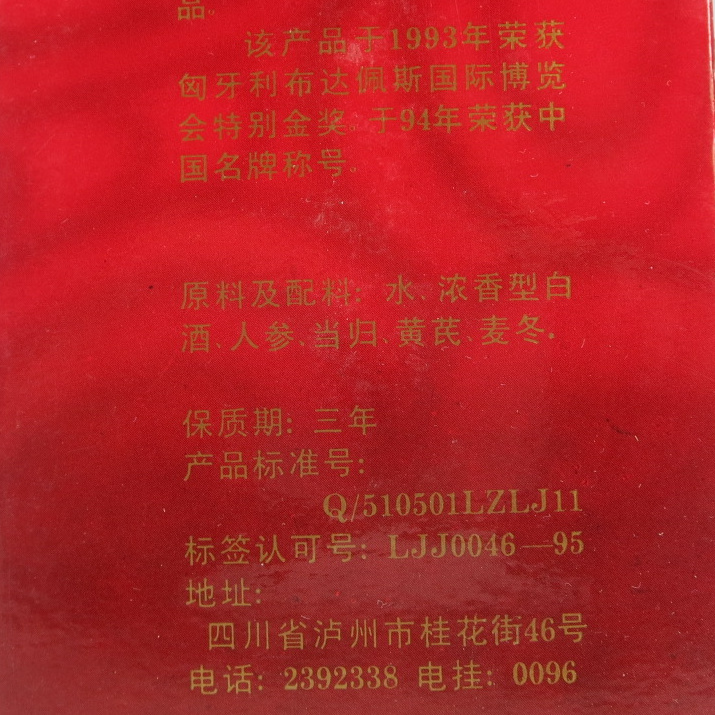 品。
该产品于1993年荣获
匈牙利布达佩斯国际博览
会特别金奖。于94年荣获中
国名牌称号。
原料及配料: 水、浓香型白
酒、人参、当归、黄芪、麦冬.
保质期: 三年
产品标准号:
Q/510501LZLJ11
标签认可号: LJJ0046—95
地址:
四川省泸州市桂花街46号
电话: 2392338 电挂: 0096